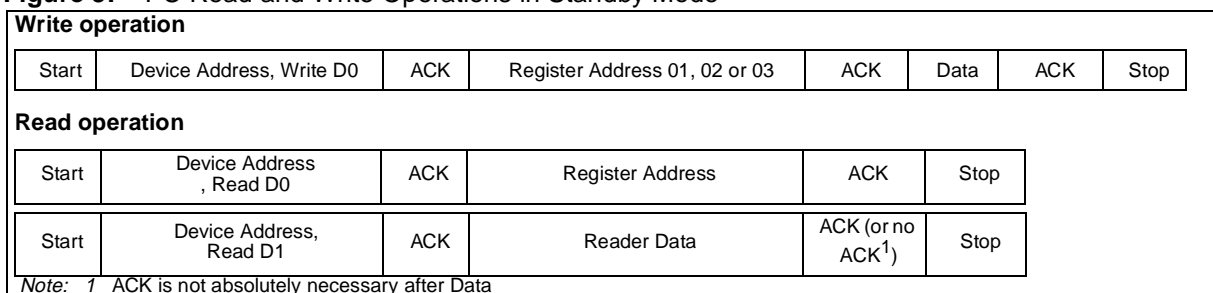 Write operation
Start Device Address, Write D0 ACK Register Address 01, 02 or 03 ACK Data ACK Stop
Read operation
Start Device Address , Read D0 ACK Register Address ACK Stop
Start Device Address, Read D1 ACK Reader Data ACK (or no ACK1) Stop
Note: 1 ACK is not absolutely necessary after Data